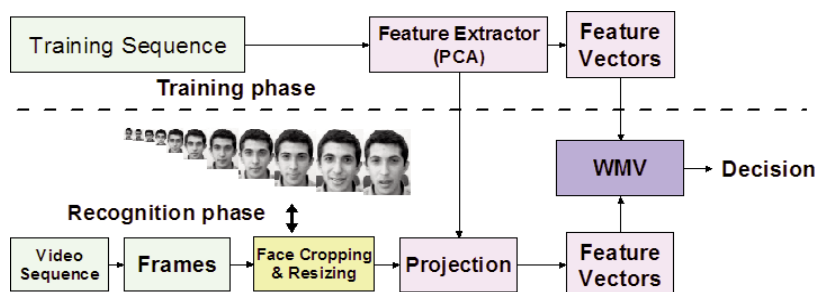 Training Sequence
Feature Extractor
(PCA)
Feature
Vectors
Training phase
WMV
Decision
Recognition phase
Video
Sequence
Frames
Face Cropping
& Resizing
Projection
Feature
Vectors